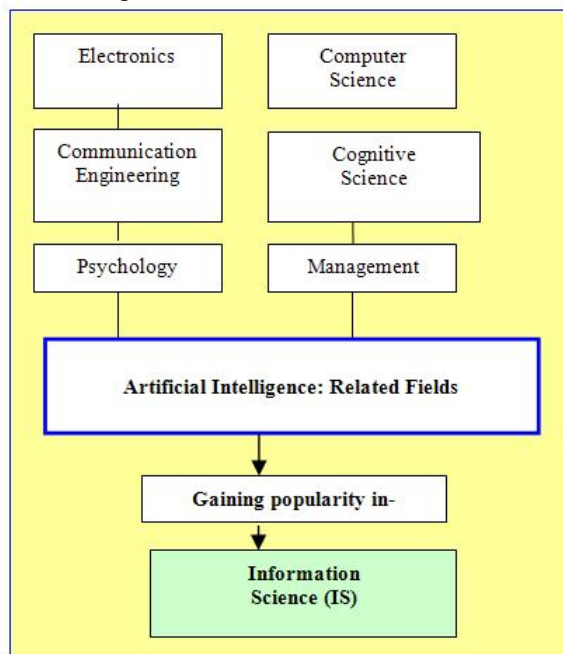 Electronics
Computer
Science
Communication
Engineering
Cognitive
Science
Psychology
Management
Artificial Intelligence: Related Fields
Gaining popularity in-
Information
Science (IS)